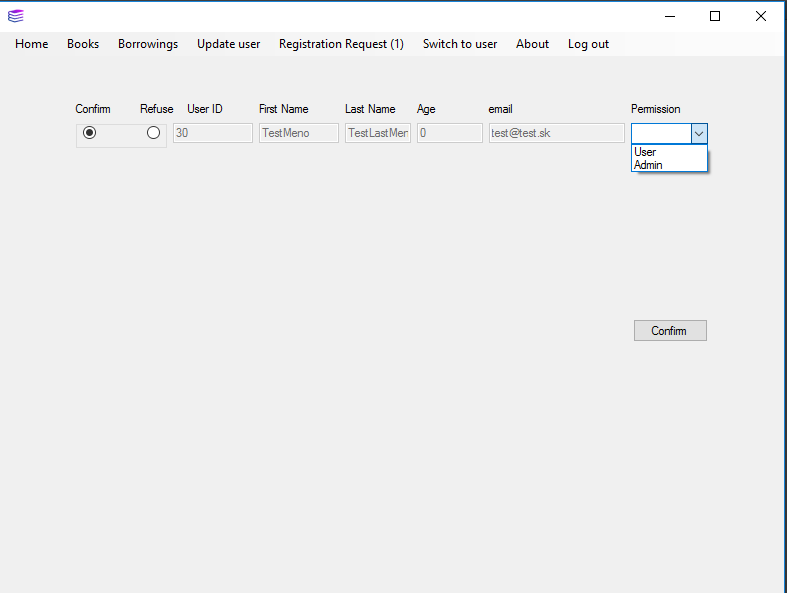 Home Books Borrowings Update user Registration Request (1) Switch to user About Log out
Confirm Refuse User ID First Name Last Name Age email Permission
30 TestMeno TestLastMer 0 test@test.sk
User
Admin
Confirm